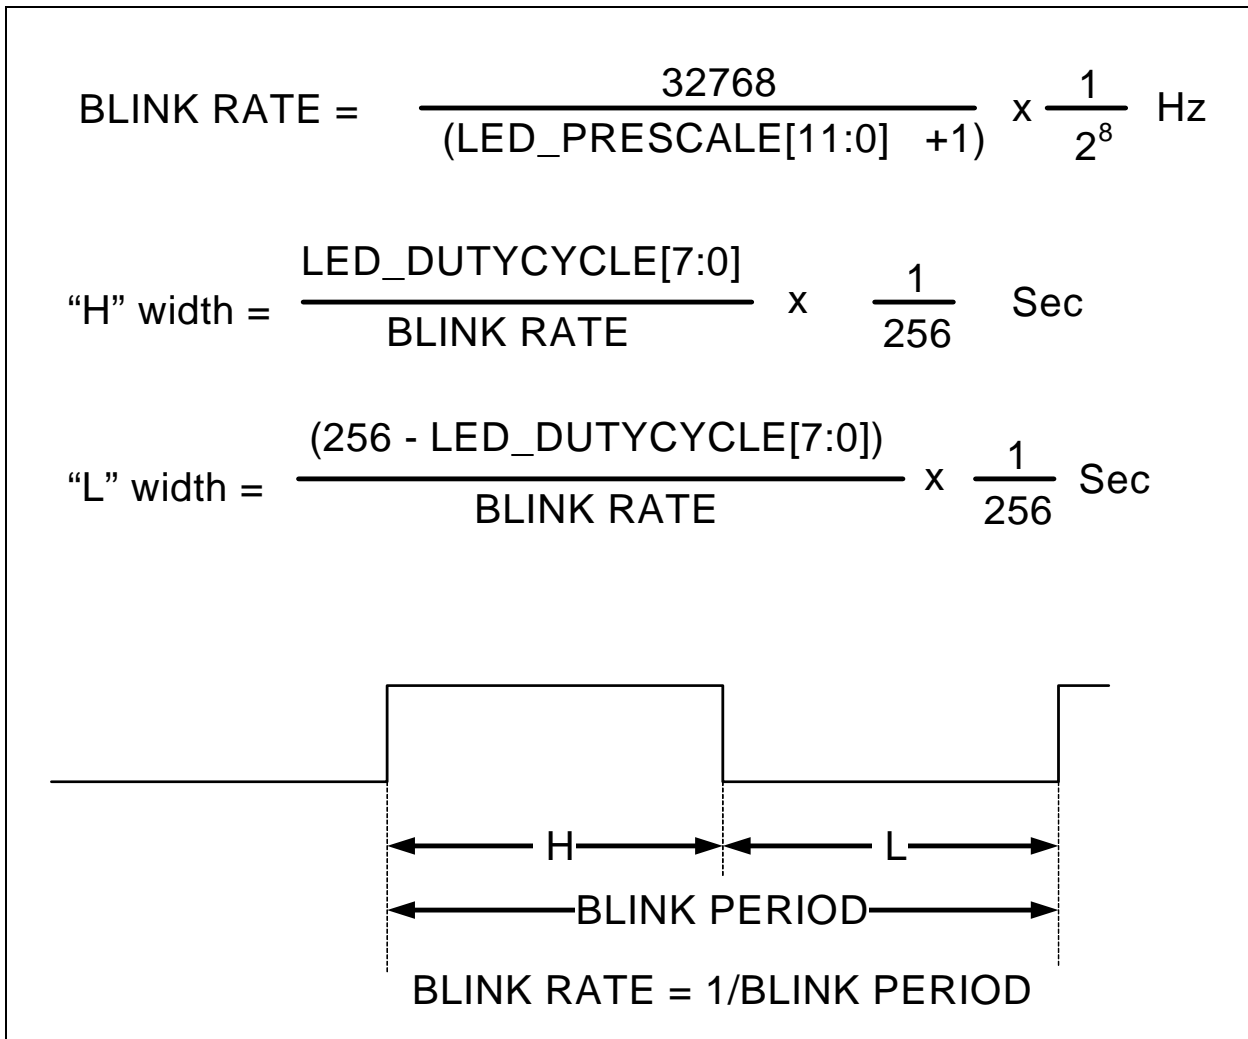 BLINK RATE = 32768 / (LED_PRESCALE[11:0] +1) x 1 / 2⁸ Hz
“H” width = LED_DUTYCYCLE[7:0] / BLINK RATE x 1 / 256 Sec
“L” width = (256 - LED_DUTYCYCLE[7:0]) / BLINK RATE x 1 / 256 Sec
H L
BLINK PERIOD
BLINK RATE = 1/BLINK PERIOD